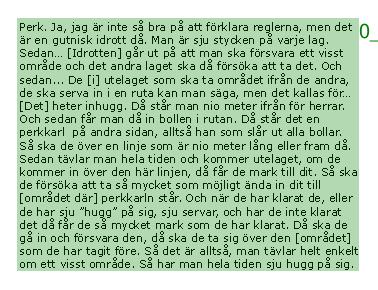 Perk. Ja, jag är inte så bra på att förklara reglerna, men det
är en gutnisk idrott då. Man är sju stycken på varje lag.
Sedan... [Idrotten] går ut på att man ska försvara ett visst
område och det andra laget ska då försöka att ta det. Och
sedan... De [i] utelaget som ska ta området ifrån de andra,
de ska serva in i en ruta kan man säga, men det kallas för...
[Det] heter inhugg. Då står man nio meter ifrån för herrar.
Och sedan får man då in bollen i rutan. Då står det en
perkkarl på andra sidan, alltså han som slår ut alla bollar.
Så ska de över en linje som är nio meter lång eller fram då.
Sedan tävlar man hela tiden och kommer utelaget, om de
kommer in över den här linjen, då får de mark till dit. Så ska
de försöka att ta så mycket som möjligt ända in dit till
[området där] perkkarln står. Och när de har klarat de, eller
de har sju ”hugg” på sig, sju servar, och har de inte klarat
det då får de så mycket mark som de har klarat. Då ska de
gå in och försvara den, då ska de ta sig över den [området]
som de har tagit före. Så det är alltså, man tävlar helt enkelt
om ett visst område. Så har man hela tiden sju hugg på sig.
0_